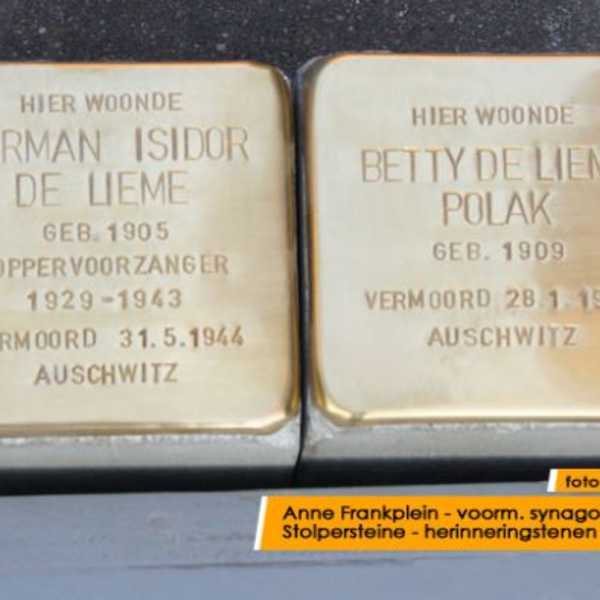 HIER WOONDE
RMAN ISIDOR
DE LIEME
GEB. 1905
OPPERVOORZANGER
1929-1943
RMOORD 31.5.1944
AUSCHWITZ
HIER WOONDE
BETTY DE LIEM
POLAK
GEB. 1909
VERMOORD 28.1.19
AUSCHWITZ
foto
Anne Frankplein - voorm. synago
Stolpersteine - herinneringstenen